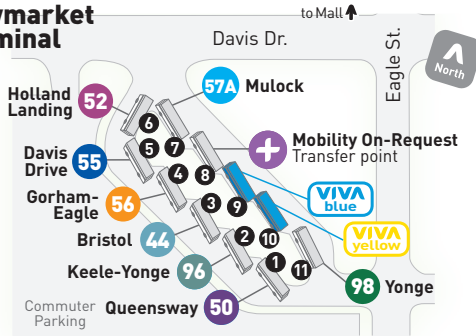 wmarket
minal
to Mall
Davis Dr.
Eagle St.
North
57A Mulock
Holland
Landing 52
6
5 7
Davis
Drive 55
4 8
Mobility On-Request
Transfer point
VIVA
blue
Gorham-
Eagle 56
3 9
VIVA
yellow
Bristol 44
2 10
Keele-Yonge 96
1 11
98 Yonge
Commuter
Parking
Queensway 50